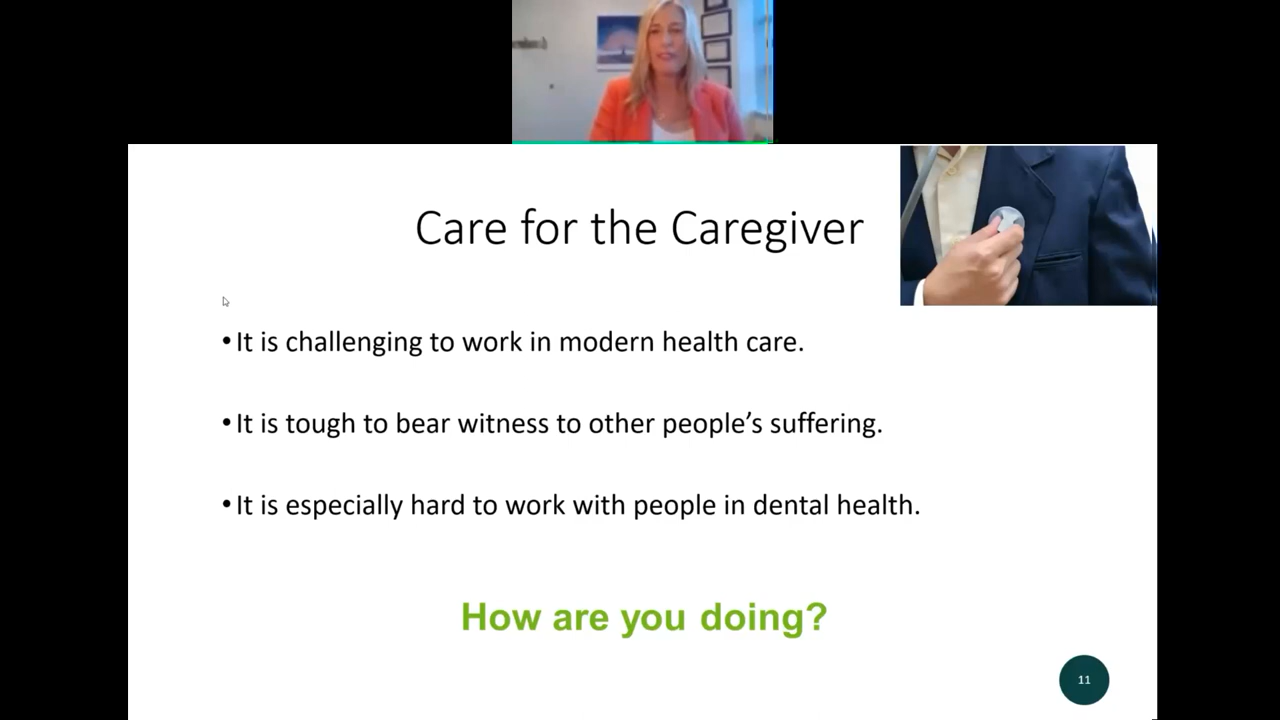 Care for the Caregiver
•It is challenging to work in modern health care.
•It is tough to bear witness to other people’s suffering.
•It is especially hard to work with people in dental health.
How are you doing?
11